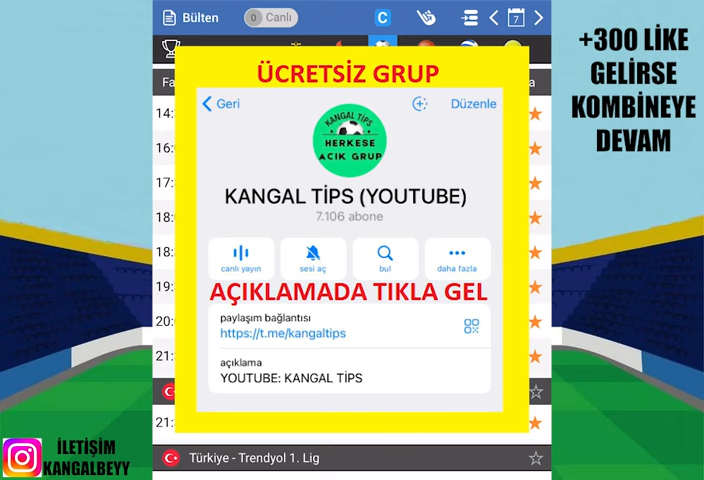 Bülten
0 Canlı
C
7
+300 LİKE
GELİRSE
KOMBİNEYE
DEVAM
ÜCRETSİZ GRUP
Fa
a
Geri
Düzenle
KANGAL TİPS
HERKESE
ACIK GRUP
KANGAL TİPS (YOUTUBE)
7.106 abone
canlı yayın
sesi aç
bul
daha fazla
AÇIKLAMADA TIKLA GEL
paylaşım bağlantısı
https://t.me/kangaltips
açıklama
YOUTUBE: KANGAL TİPS
14:
16:
17:
18:
18:
19:
20:
21:
21:
Türkiye - Trendyol 1. Lig
İLETİŞİM
KANGALBEYY